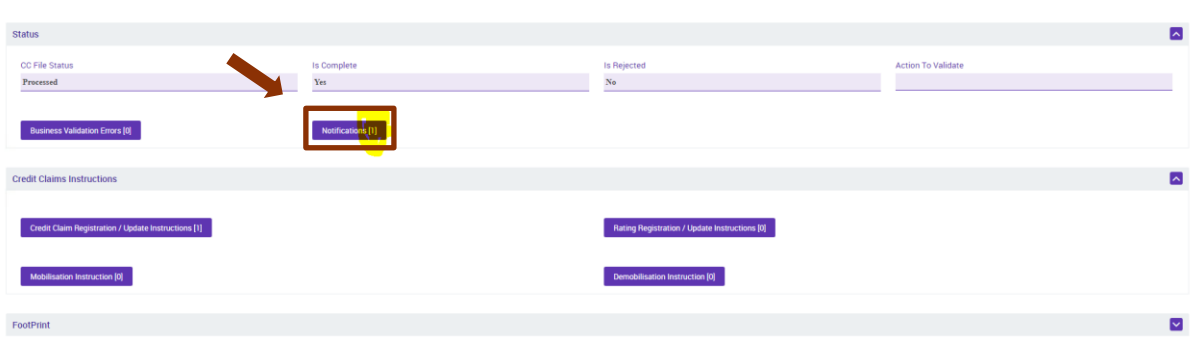 Status
CC File Status Is Complete Is Rejected Action To Validate
Processed Yes No
Business Validation Errors [0] Notifications [1]
Credit Claims Instructions
Credit Claim Registration / Update Instructions [1] Rating Registration / Update Instructions [0]
Mobilisation Instruction [0] Demobilisation Instruction [0]
FootPrint